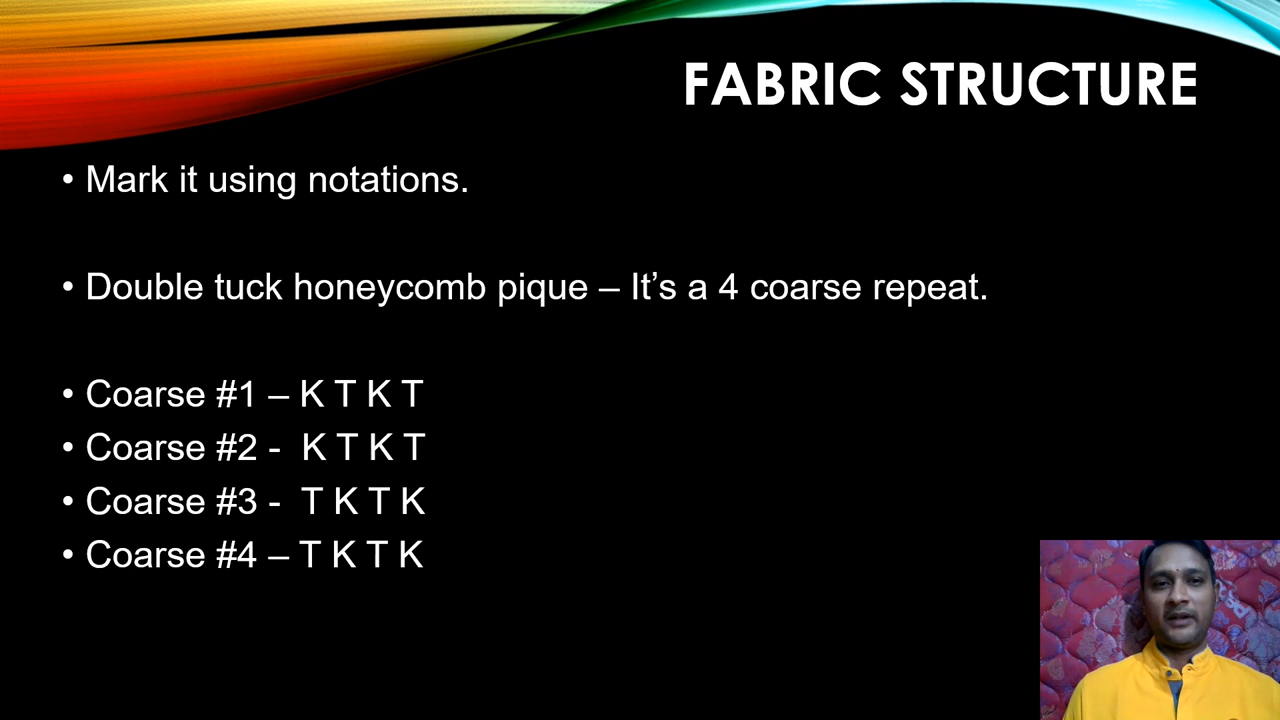 FABRIC STRUCTURE
• Mark it using notations.
• Double tuck honeycomb pique – It’s a 4 coarse repeat.
• Coarse #1 – K T K T
• Coarse #2 - K T K T
• Coarse #3 - T K T K
• Coarse #4 – T K T K